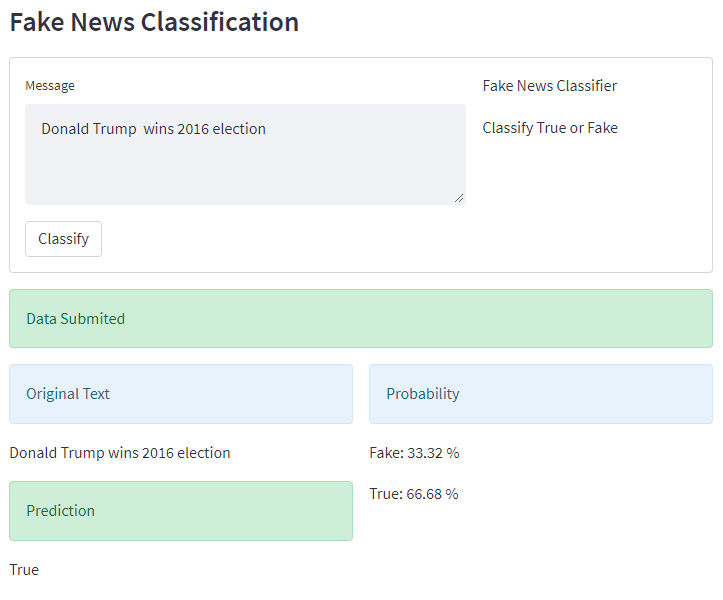 Fake News Classification
Message
Fake News Classifier
Donald Trump  wins 2016 election
Classify True or Fake
Classify
Data Submited
Original Text
Probability
Donald Trump wins 2016 election
Fake: 33.32 %
True: 66.68 %
Prediction
True